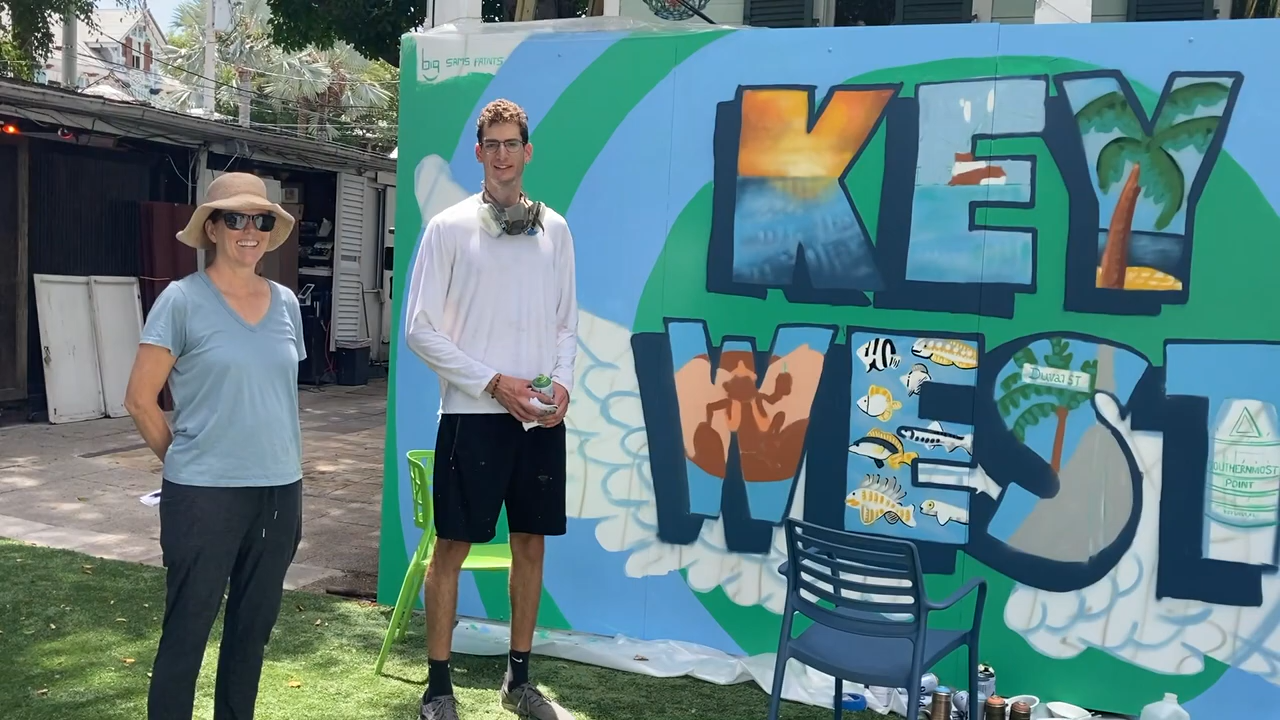 big SAMS PAINTS
KEY
WEST
Duval ST
SOUTHERNMOST
POINT